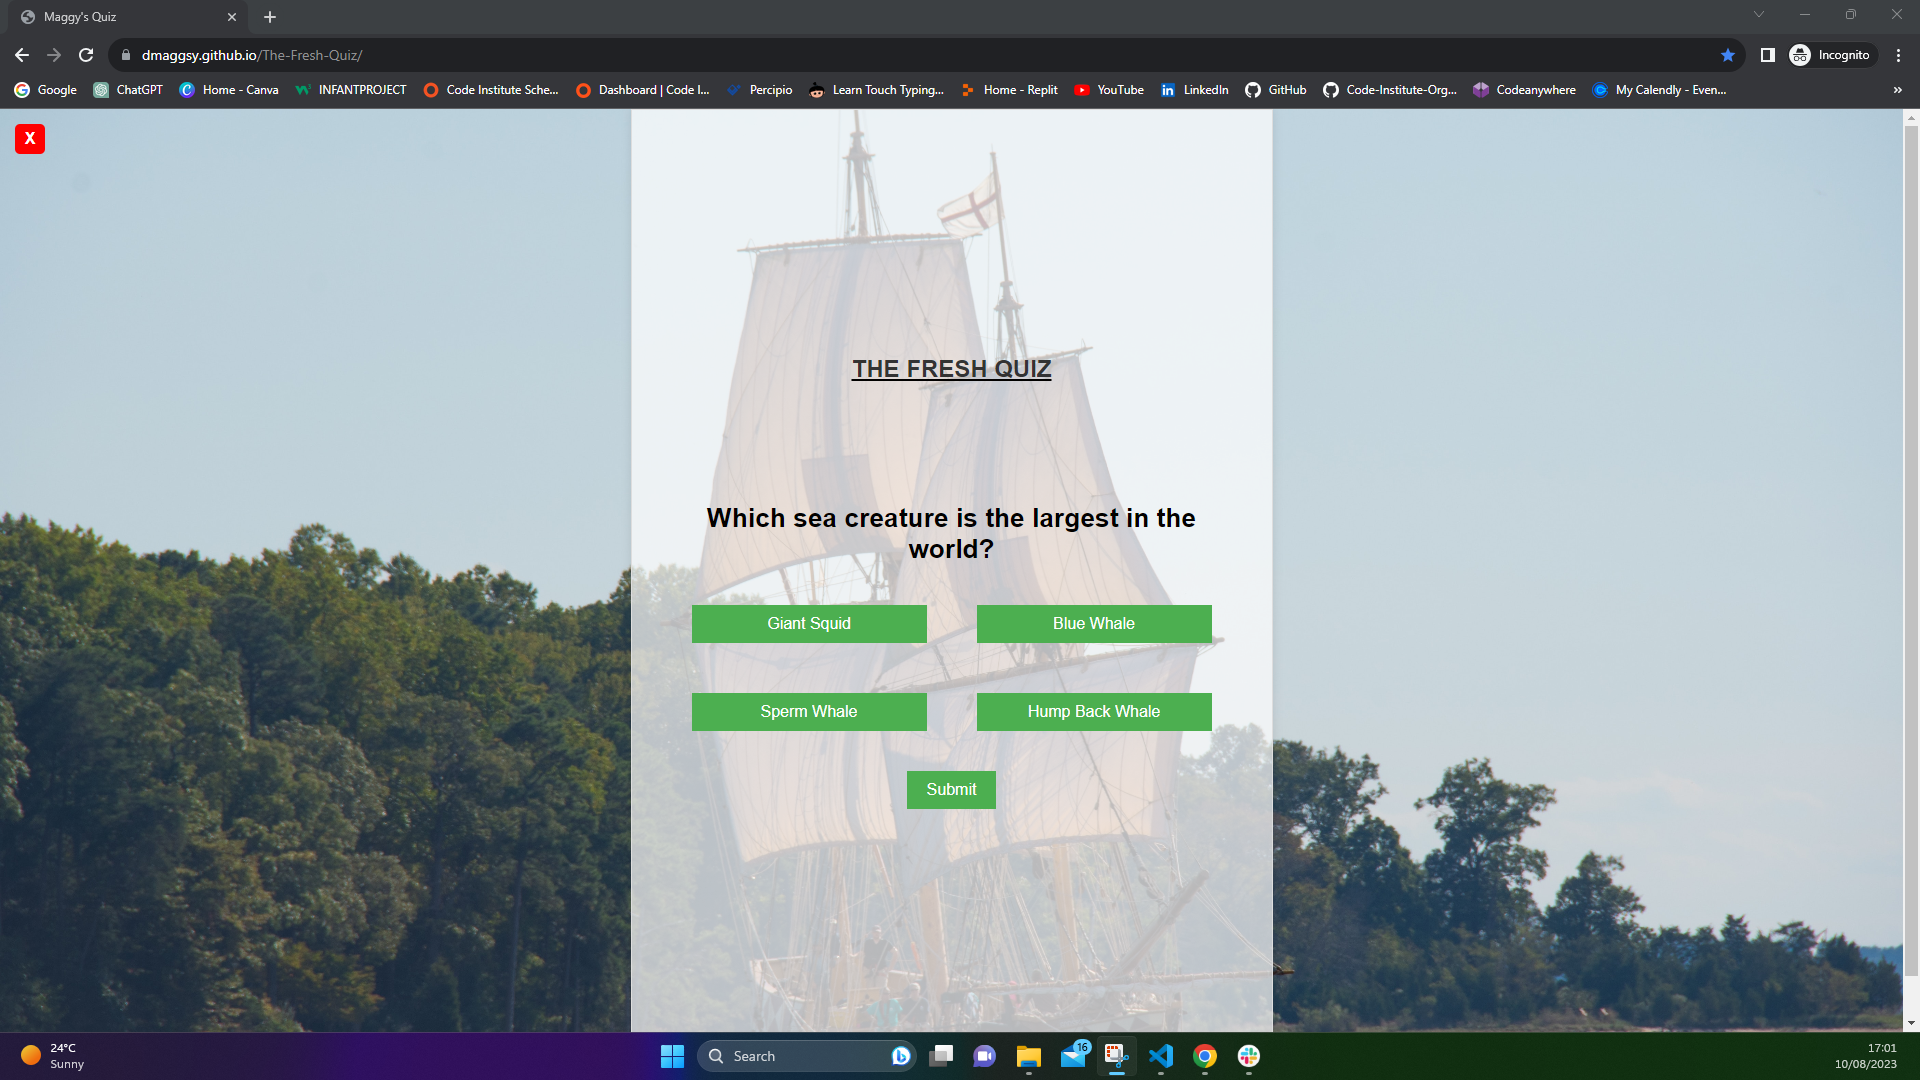 Maggy's Quiz
dmaggsy.github.io/The-Fresh-Quiz/
Incognito
Google
ChatGPT
Home - Canva
INFANTPROJECT
Code Institute Sche...
Dashboard | Code I...
Percipio
Learn Touch Typing...
Home - Replit
YouTube
LinkedIn
GitHub
Code-Institute-Org...
Codeanywhere
My Calendly - Even...
»
X
THE FRESH QUIZ
Which sea creature is the largest in the
world?
Giant Squid
Blue Whale
Sperm Whale
Hump Back Whale
Submit
24°C
Sunny
Search
16
17:01
10/08/2023